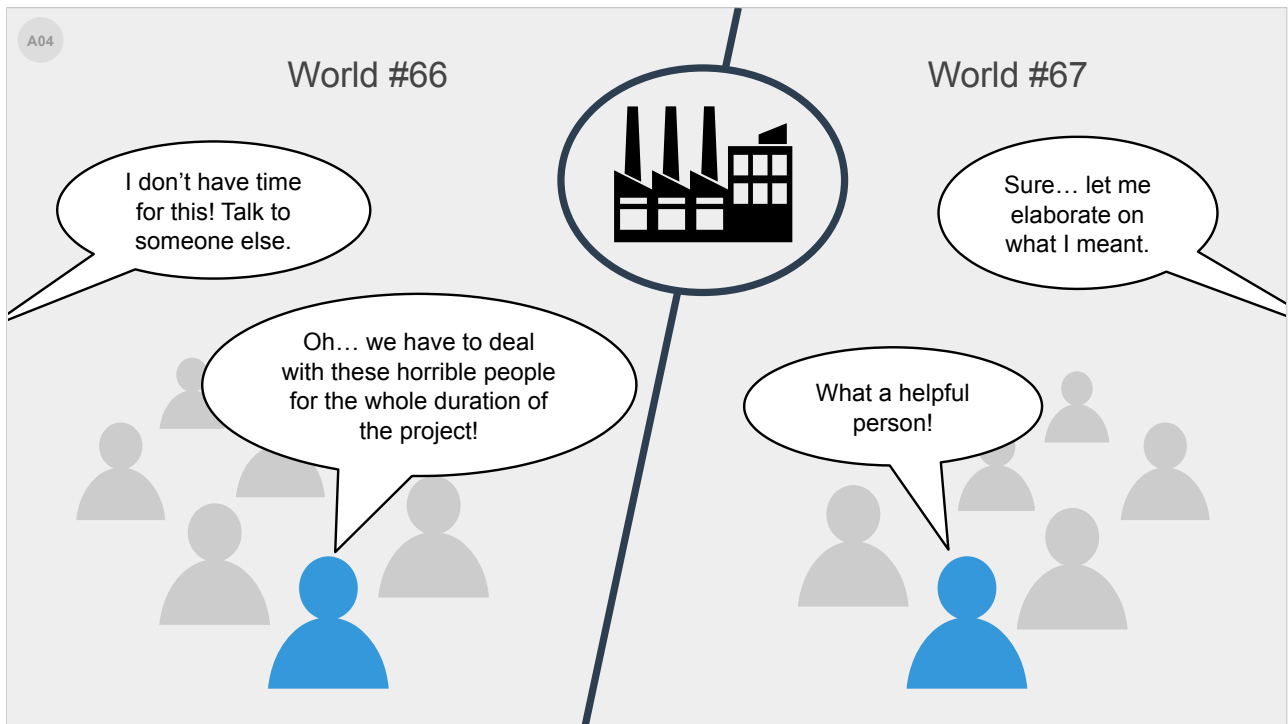 A04
World #66
World #67
I don’t have time
for this! Talk to
someone else.
Oh… we have to deal
with these horrible people
for the whole duration of
the project!
Sure… let me
elaborate on
what I meant.
What a helpful
person!